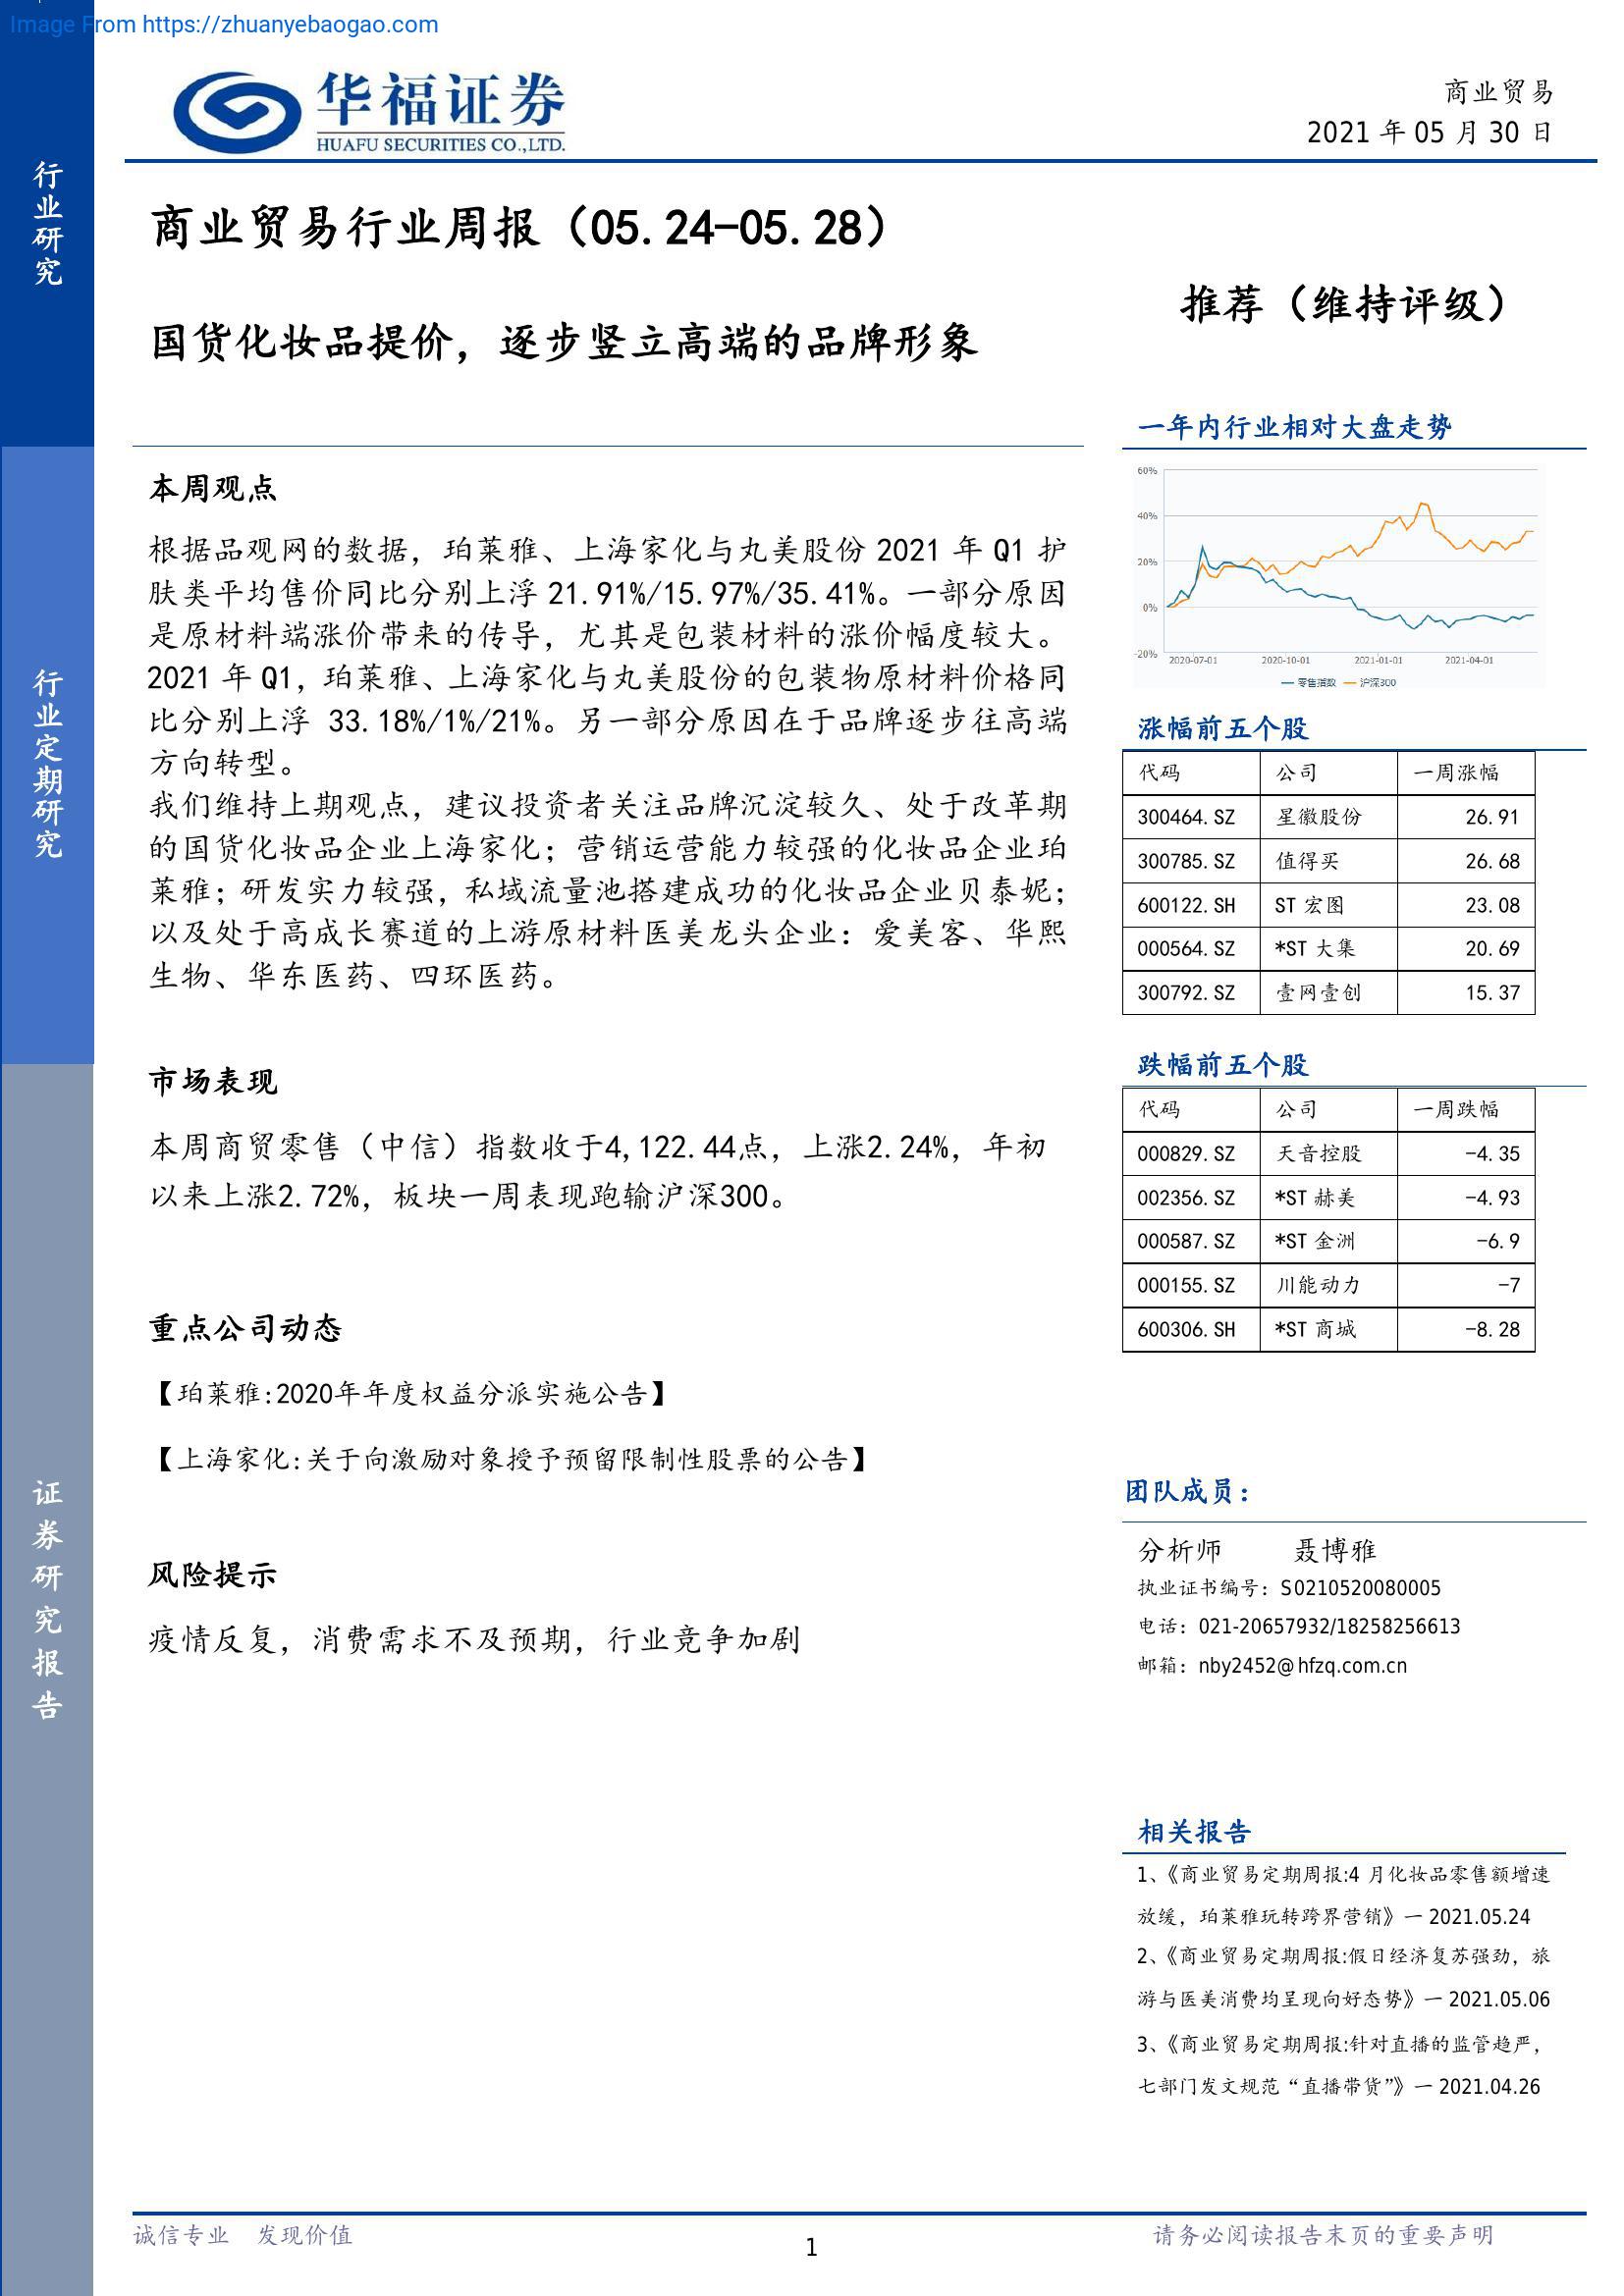 Image From https://zhuanyebaogao.com
华福证券
HUAFU SECURITIES CO.,LTD.
商业贸易
2021 年 05 月 30 日
行业研究
行业定期研究
证券研究报告
商业贸易行业周报（05.24-05.28）
国货化妆品提价，逐步竖立高端的品牌形象
推荐（维持评级）
本周观点
根据品观网的数据，珀莱雅、上海家化与丸美股份 2021 年 Q1 护
肤类平均售价同比分别上浮 21.91%/15.97%/35.41%。一部分原因
是原材料端涨价带来的传导，尤其是包装材料的涨价幅度较大。
2021 年 Q1，珀莱雅、上海家化与丸美股份的包装物原材料价格同
比分别上浮 33.18%/1%/21%。另一部分原因在于品牌逐步往高端
方向转型。
我们维持上期观点，建议投资者关注品牌沉淀较久、处于改革期
的国货化妆品企业上海家化；营销运营能力较强的化妆品企业珀
莱雅；研发实力较强，私域流量池搭建成功的化妆品企业贝泰妮；
以及处于高成长赛道的上游原材料医美龙头企业：爱美客、华熙
生物、华东医药、四环医药。
市场表现
本周商贸零售（中信）指数收于4,122.44点，上涨2.24%，年初
以来上涨2.72%，板块一周表现跑输沪深300。
重点公司动态
【珀莱雅:2020年年度权益分派实施公告】
【上海家化:关于向激励对象授予预留限制性股票的公告】
风险提示
疫情反复，消费需求不及预期，行业竞争加剧
一年内行业相对大盘走势
60%
40%
20%
0%
-20%
2020-07-01 2020-10-01 2021-01-01 2021-04-01
零售指数 沪深300
涨幅前五个股
代码 公司 一周涨幅
300464.SZ 星徽股份 26.91
300785.SZ 值得买 26.68
600122.SH ST 宏图 23.08
000564.SZ *ST 大集 20.69
300792.SZ 壹网壹创 15.37
跌幅前五个股
代码 公司 一周跌幅
000829.SZ 天音控股 -4.35
002356.SZ *ST 赫美 -4.93
000587.SZ *ST 金洲 -6.9
000155.SZ 川能动力 -7
600306.SH *ST 商城 -8.28
团队成员：
分析师 聂博雅
执业证书编号：S0210520080005
电话：021-20657932/18258256613
邮箱：nby2452@hfzq.com.cn
相关报告
1、《商业贸易定期周报:4 月化妆品零售额增速
放缓，珀莱雅玩转跨界营销》一 2021.05.24
2、《商业贸易定期周报:假日经济复苏强劲，旅
游与医美消费均呈现向好态势》一 2021.05.06
3、《商业贸易定期周报:针对直播的监管趋严，
七部门发文规范“直播带货”》一 2021.04.26
诚信专业 发现价值
1
请务必阅读报告末页的重要声明